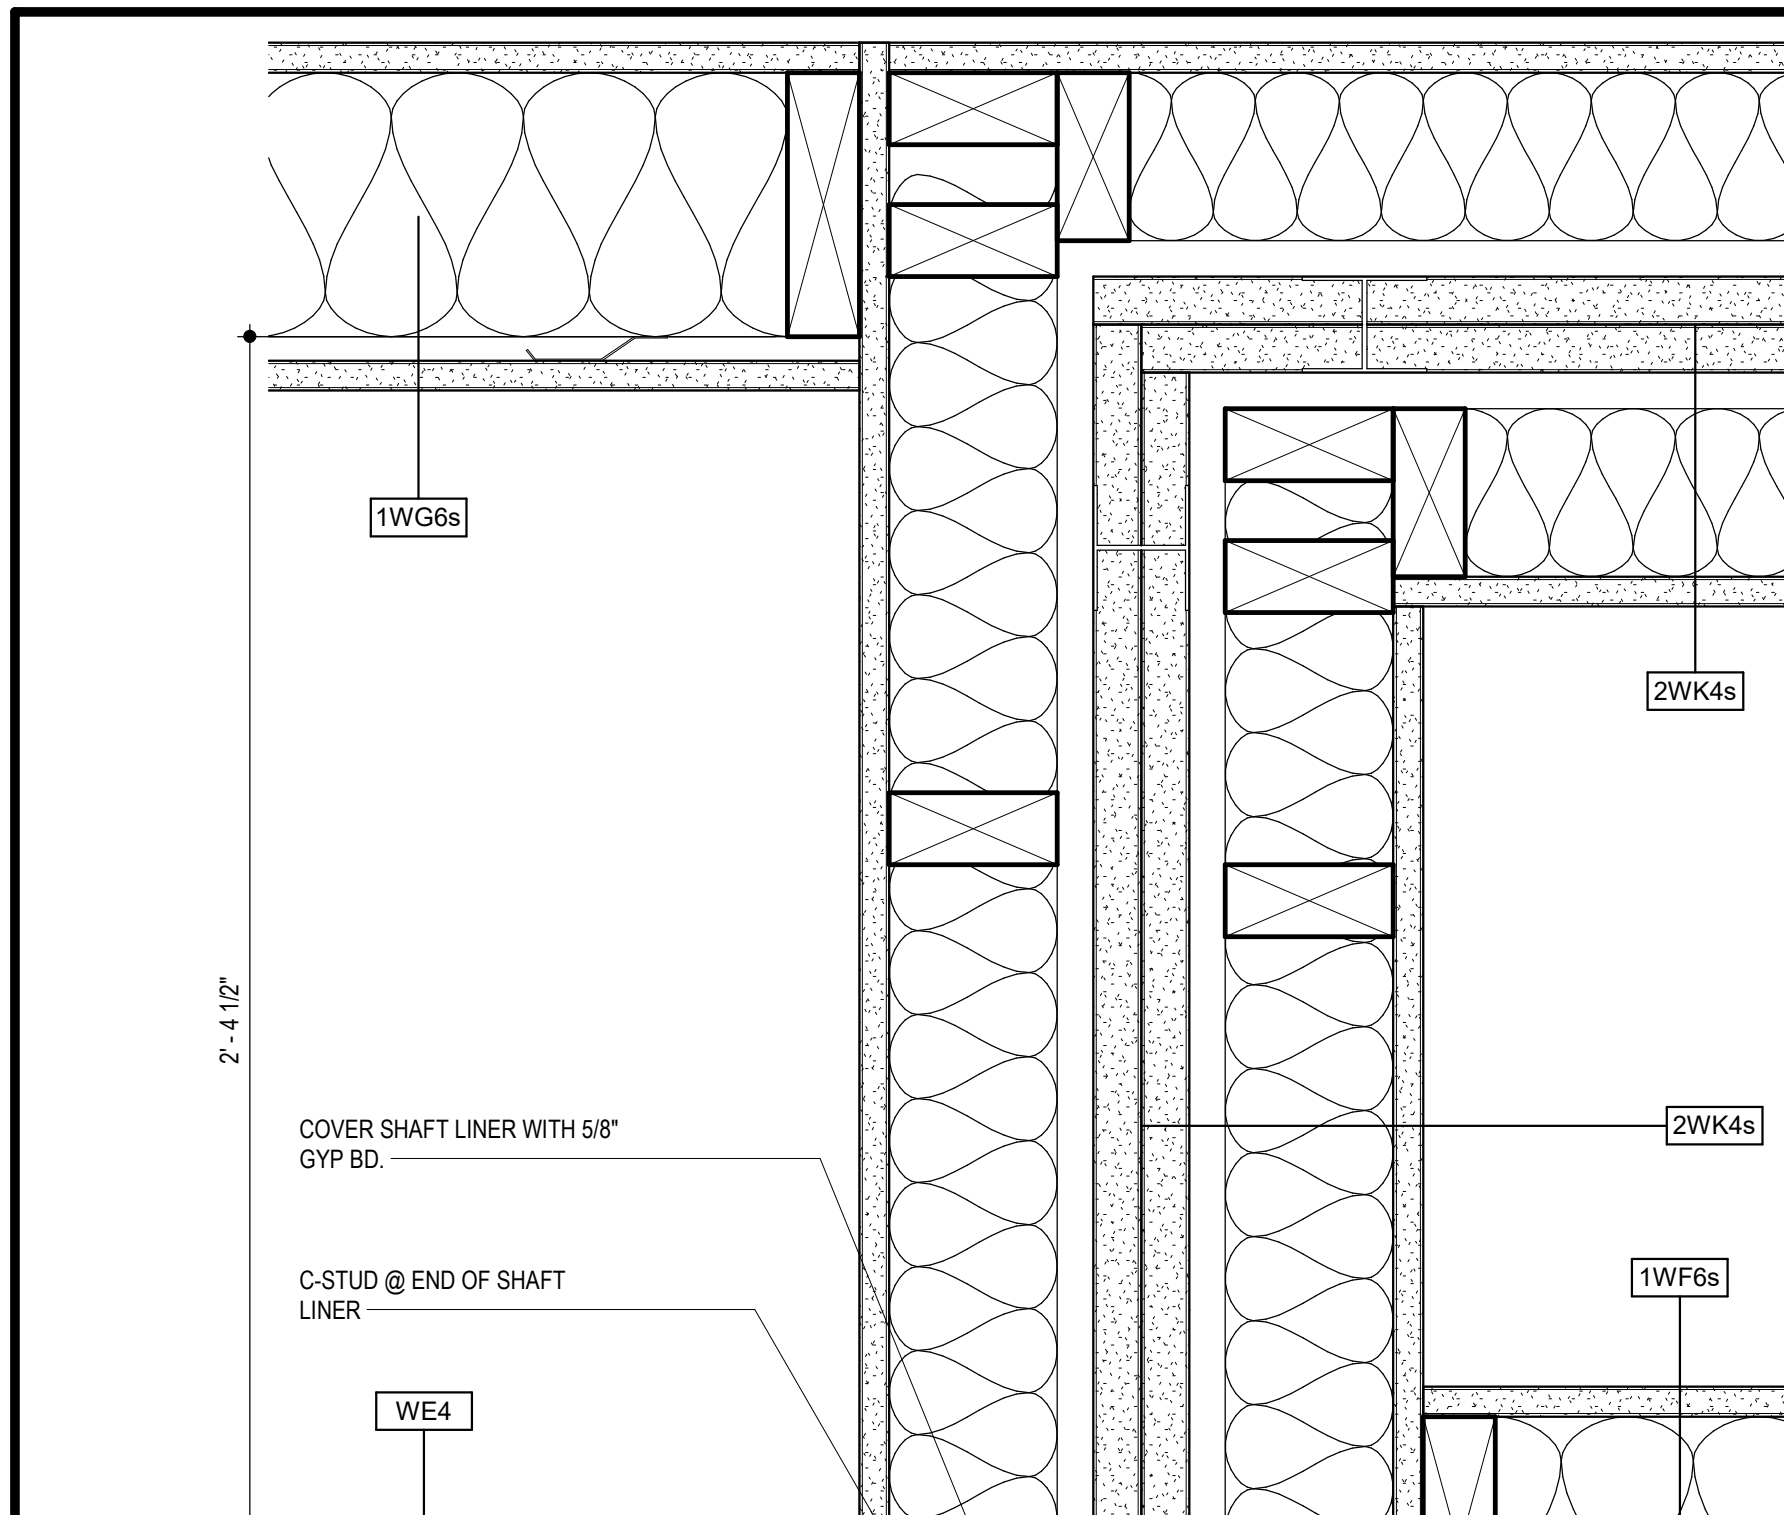 1WG6s
2WK4s
2' - 4 1/2"
COVER SHAFT LINER WITH 5/8"
GYP BD.
2WK4s
C-STUD @ END OF SHAFT
LINER
1WF6s
WE4